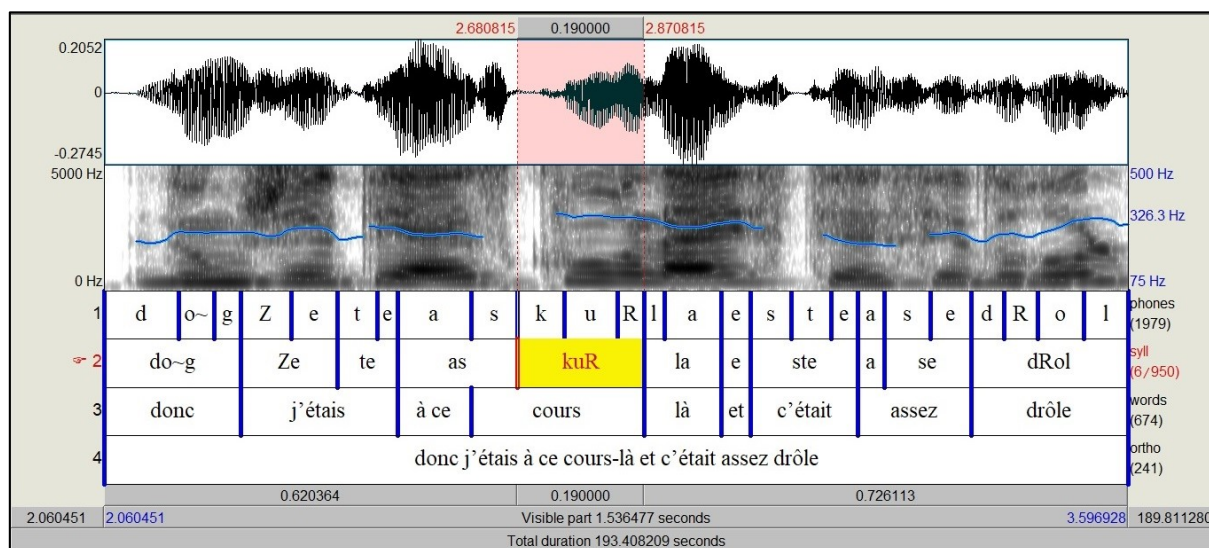 2.680815 0.190000 2.870815
0.2052
0
-0.2745
5000 Hz 500 Hz
326.3 Hz
0 Hz 75 Hz
1 d o~ g Z e t e a s k u R l a e s t e a s e d R o l phones (1979)
2 do~g Ze te as kuR la e ste a se dRol syll (6/950)
3 donc j'étais à ce cours là et c'était assez drôle words (674)
4 donc j'étais à ce cours-là et c'était assez drôle ortho (241)
0.620364 0.190000 0.726113
2.060451 2.060451 Visible part 1.536477 seconds 3.596928 189.811280
Total duration 193.408209 seconds